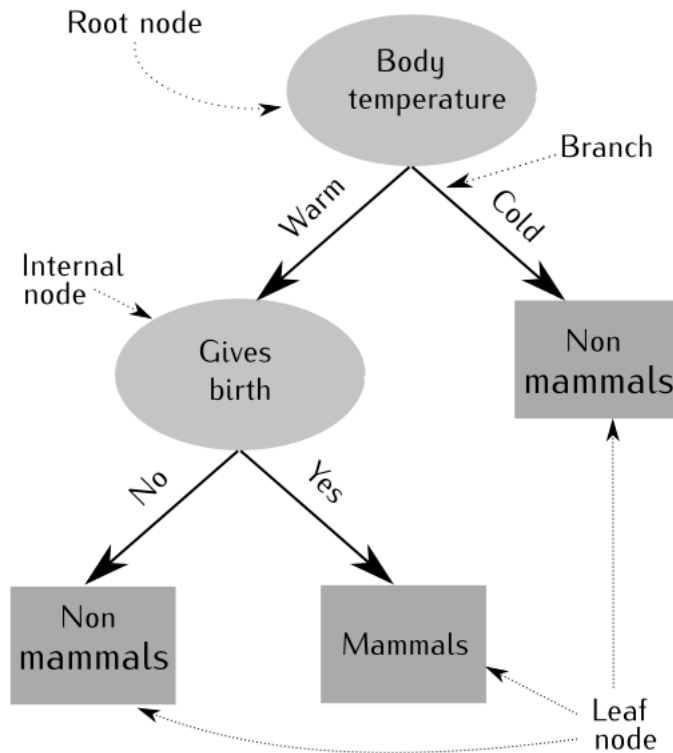 Root node
Body
temperature
Branch
Warm
Cold
Internal
node
Gives
birth
Non
mammals
No
Yes
Non
mammals
Mammals
Leaf
node